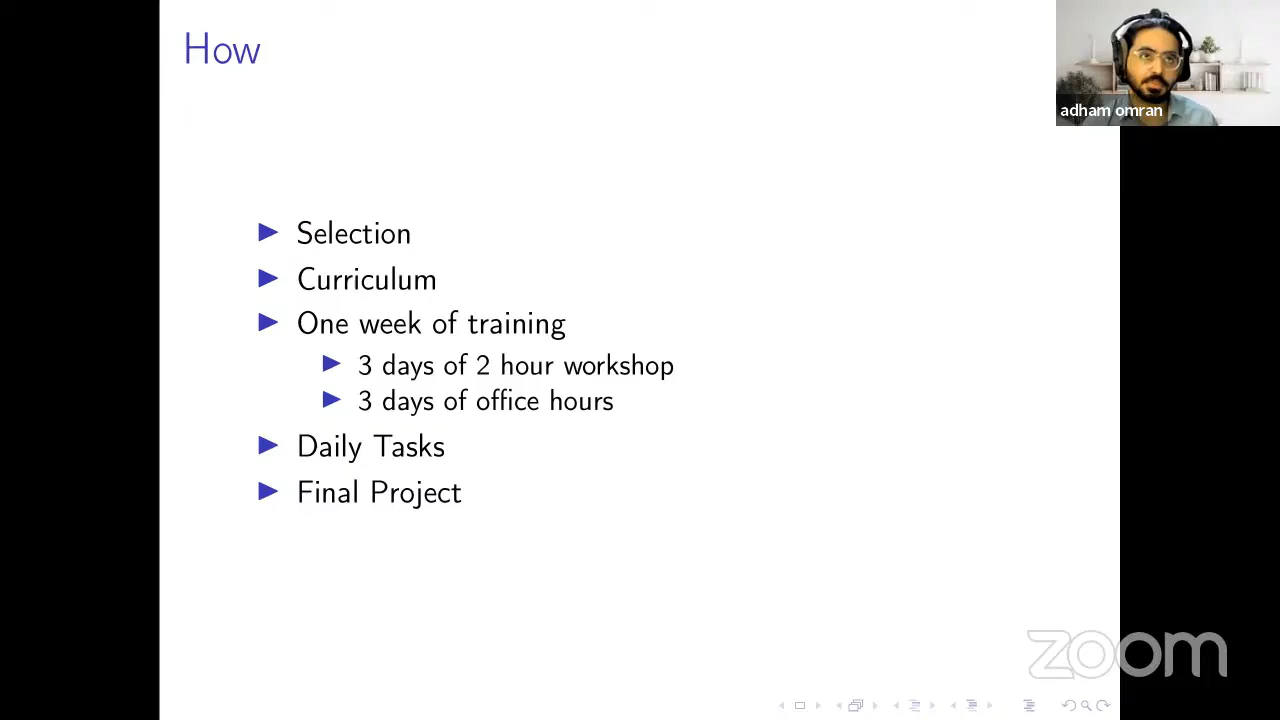 How
adham omran
Selection
Curriculum
One week of training
3 days of 2 hour workshop
3 days of office hours
Daily Tasks
Final Project
zoom